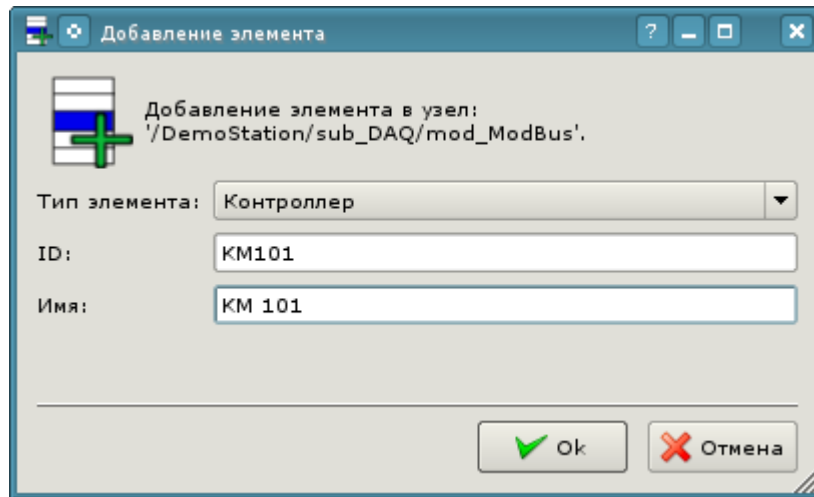 Добавление элемента
Добавление элемента в узел:
'/DemoStation/sub_DAQ/mod_ModBus'.
Тип элемента: Контроллер
ID: KM101
Имя: KM 101
Ok Отмена